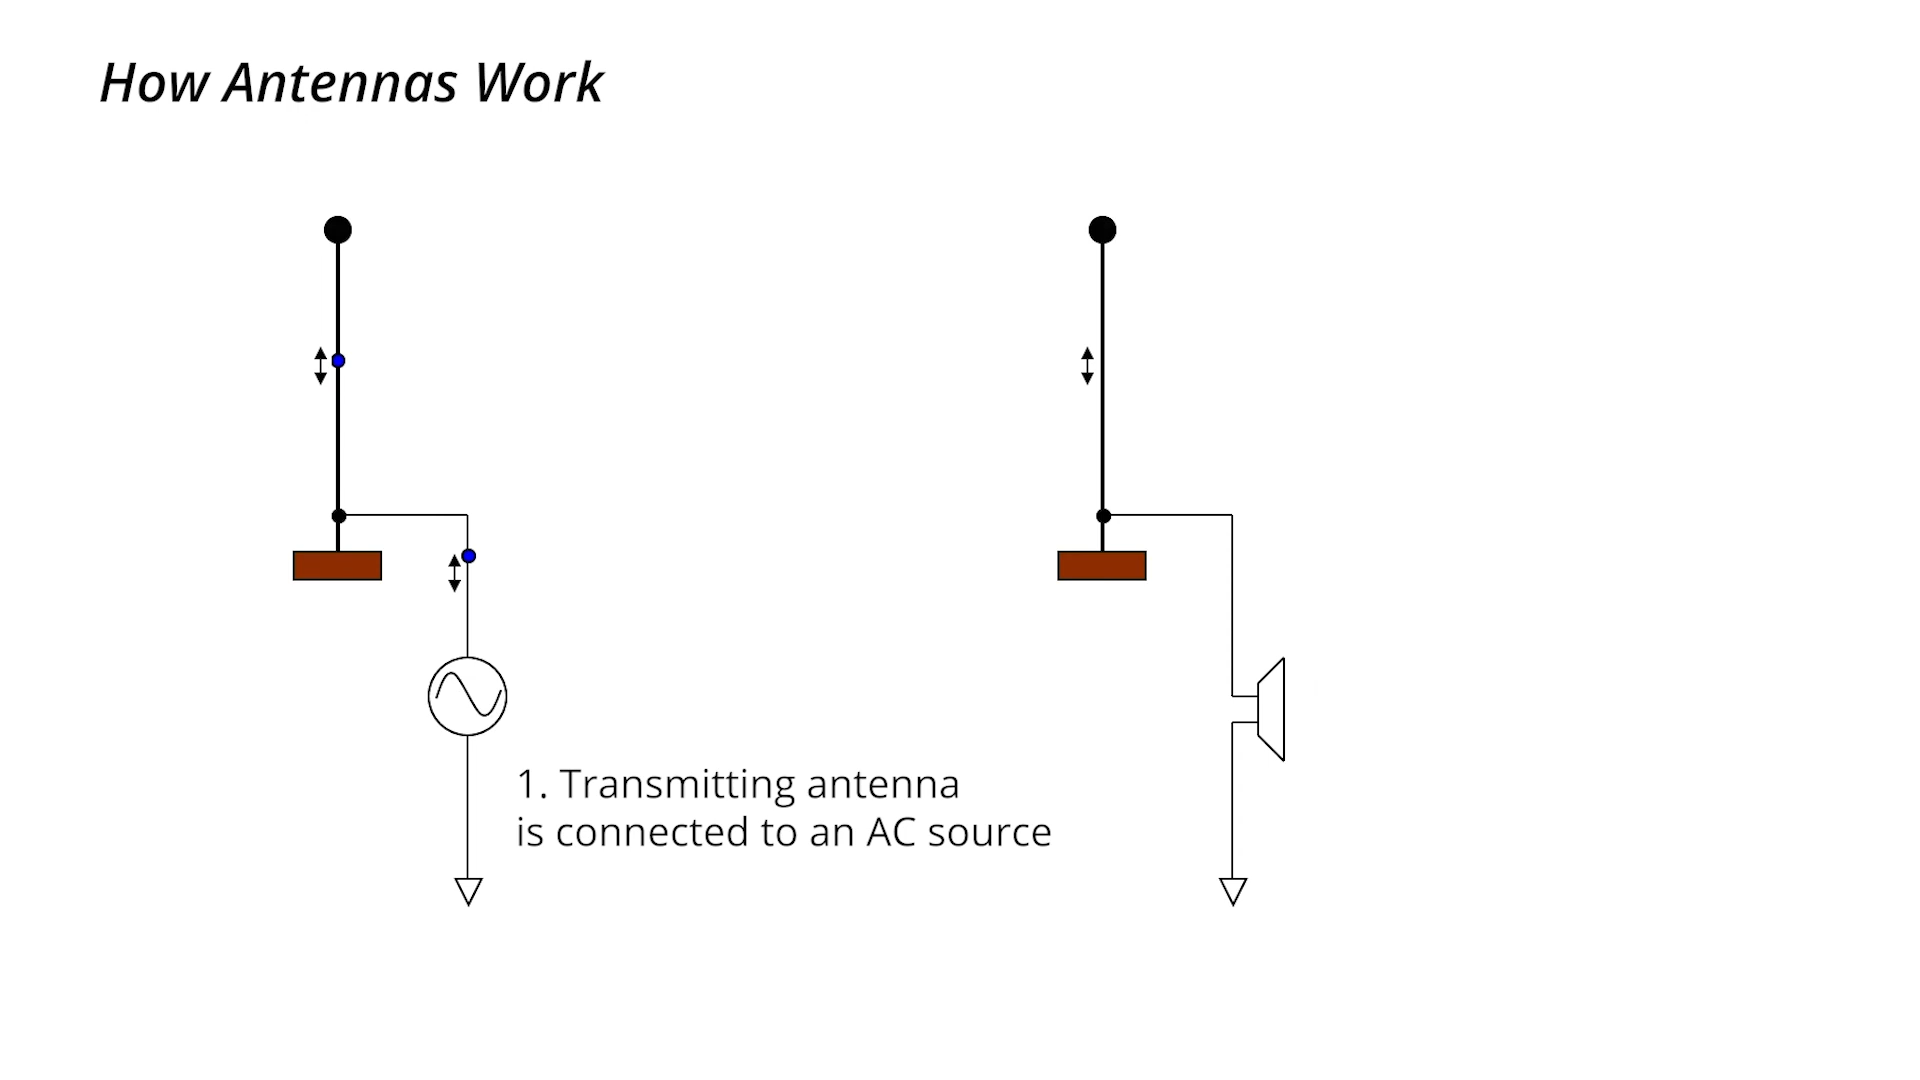 How Antennas Work
1. Transmitting antenna
is connected to an AC source